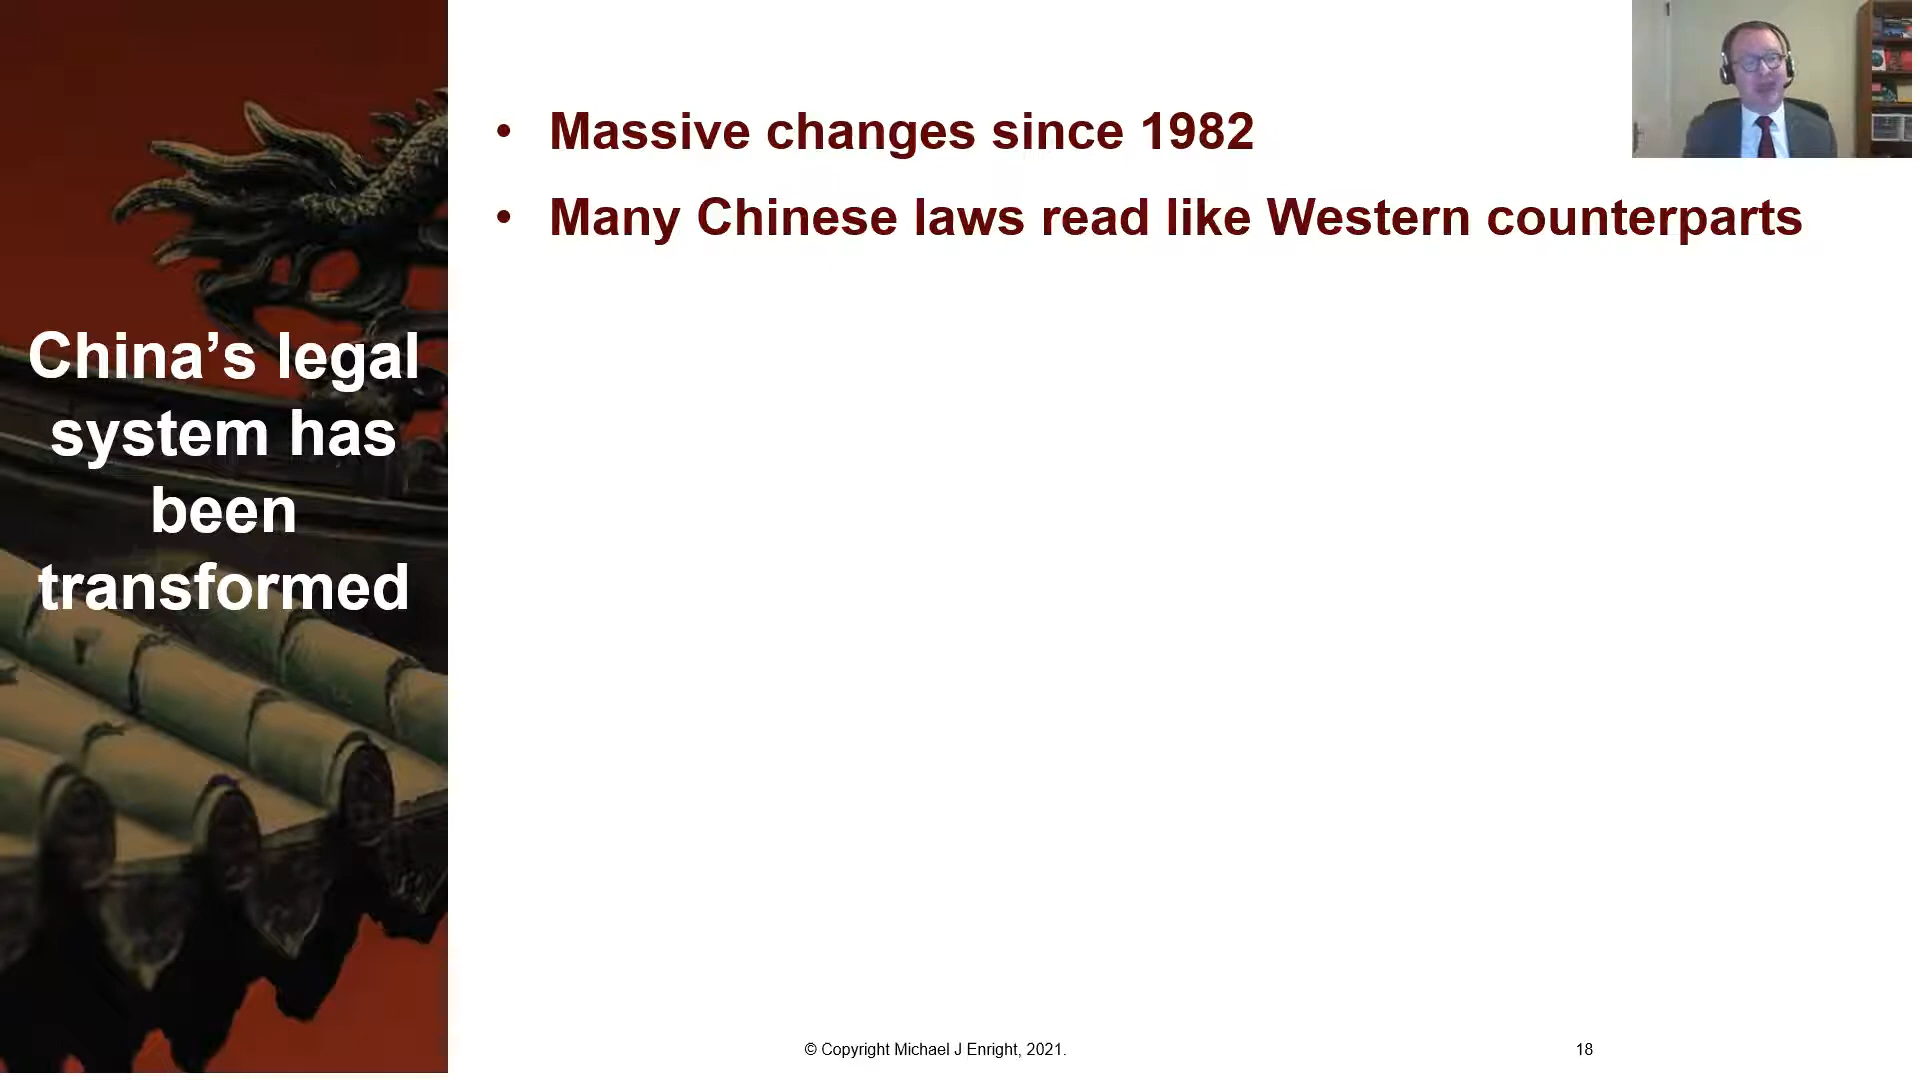 China’s legal
system has
been
transformed
• Massive changes since 1982
• Many Chinese laws read like Western counterparts
© Copyright Michael J Enright, 2021.
18